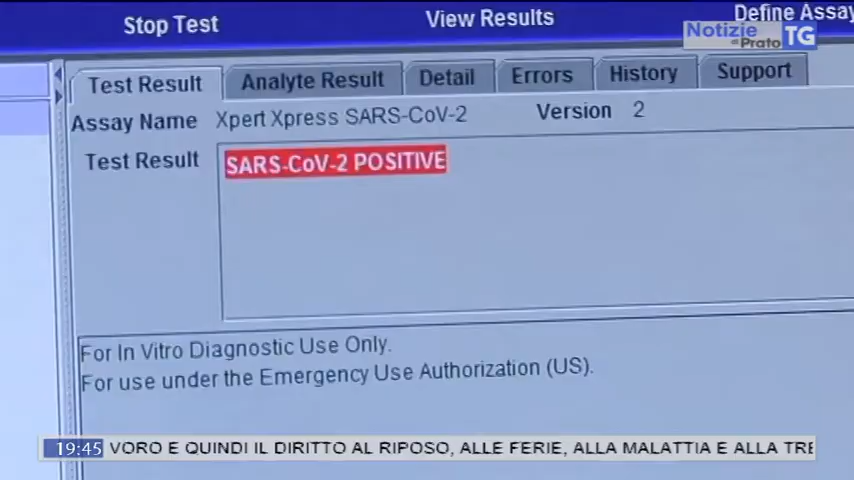 Stop Test View Results Define Assay
Notizie di Prato TG
Test Result Analyte Result Detail Errors History Support
Assay Name Xpert Xpress SARS-CoV-2 Version 2
Test Result SARS-CoV-2 POSITIVE
For In Vitro Diagnostic Use Only.
For use under the Emergency Use Authorization (US).
19:45 VORO E QUINDI IL DIRITTO AL RIPOSO, ALLE FERIE, ALLA MALATTIA E ALLA TRE